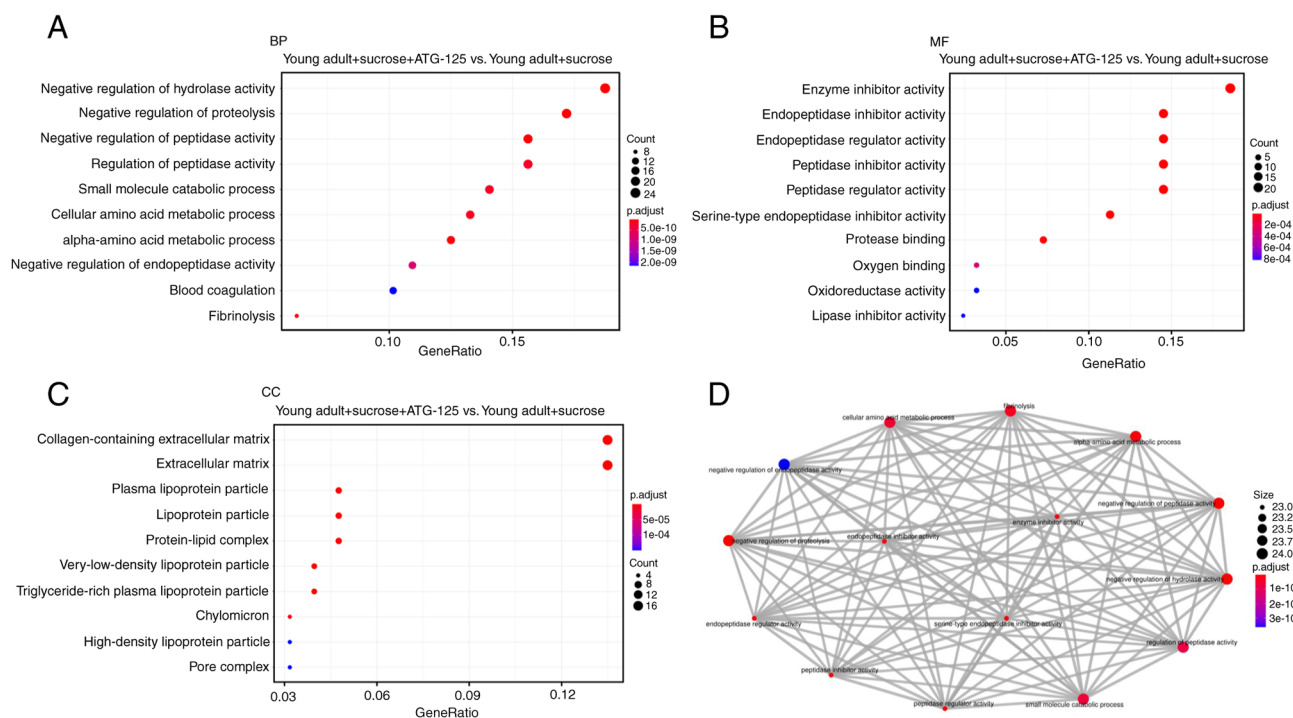 A
BP
Young adult+sucrose+ATG-125 vs. Young adult+sucrose
Negative regulation of hydrolase activity
Negative regulation of proteolysis
Negative regulation of peptidase activity
Regulation of peptidase activity
Small molecule catabolic process
Cellular amino acid metabolic process
alpha-amino acid metabolic process
Negative regulation of endopeptidase activity
Blood coagulation
Fibrinolysis
0.10 0.15
GeneRatio
Count
8
12
16
20
24
p.adjust
5.0e-10
1.0e-09
1.5e-09
2.0e-09
B
MF
Young adult+sucrose+ATG-125 vs. Young adult+sucrose
Enzyme inhibitor activity
Endopeptidase inhibitor activity
Endopeptidase regulator activity
Peptidase inhibitor activity
Peptidase regulator activity
Serine-type endopeptidase inhibitor activity
Protease binding
Oxygen binding
Oxidoreductase activity
Lipase inhibitor activity
0.05 0.10 0.15
GeneRatio
Count
5
10
15
20
p.adjust
2e-04
4e-04
6e-04
8e-04
C
CC
Young adult+sucrose+ATG-125 vs. Young adult+sucrose
Collagen-containing extracellular matrix
Extracellular matrix
Plasma lipoprotein particle
Lipoprotein particle
Protein-lipid complex
Very-low-density lipoprotein particle
Triglyceride-rich plasma lipoprotein particle
Chylomicron
High-density lipoprotein particle
Pore complex
0.03 0.06 0.09 0.12
GeneRatio
p.adjust
5e-05
1e-04
Count
4
8
12
16
D
fibrinolysis
cellular amino acid metabolic process
alpha-amino acid metabolic process
negative regulation of endopeptidase activity
negative regulation of peptidase activity
enzyme inhibitor activity
negative regulation of proteolysis
endopeptidase inhibitor activity
negative regulation of hydrolase activity
endopeptidase regulator activity
serine-type endopeptidase inhibitor activity
regulation of peptidase activity
peptidase inhibitor activity
peptidase regulator activity
small molecule catabolic process
Size
23.0
23.2
23.5
23.7
24.0
p.adjust
1e-10
2e-10
3e-10